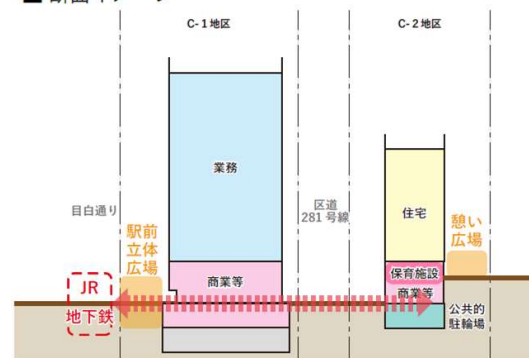 ■ 断面イメージ
C-1地区
C-2地区
業務
目白通り
区道
281号線
住宅
駅前
立体
広場
憩い
広場
JR
地下鉄
商業等
保育施設
商業等
公共的
駐輪場